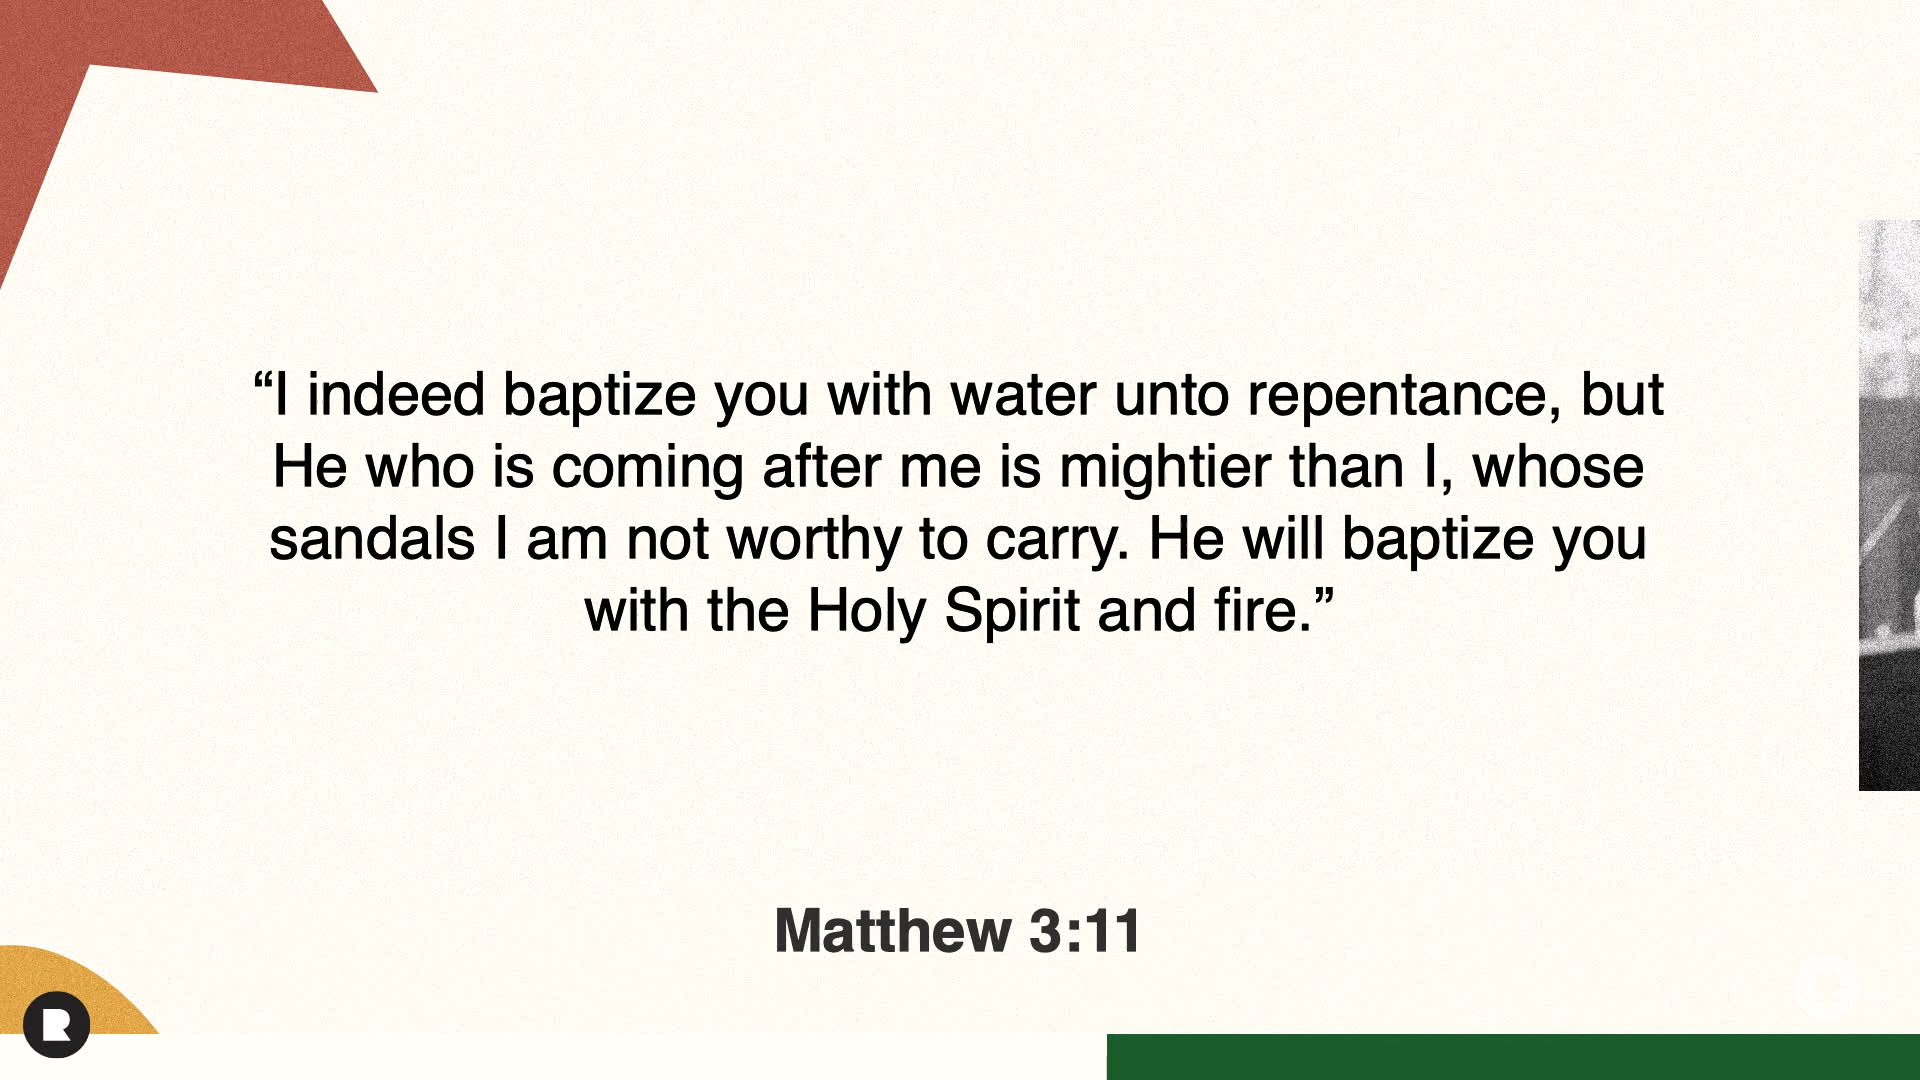 “I indeed baptize you with water unto repentance, but
He who is coming after me is mightier than I, whose
sandals I am not worthy to carry. He will baptize you
with the Holy Spirit and fire.”
Matthew 3:11
R